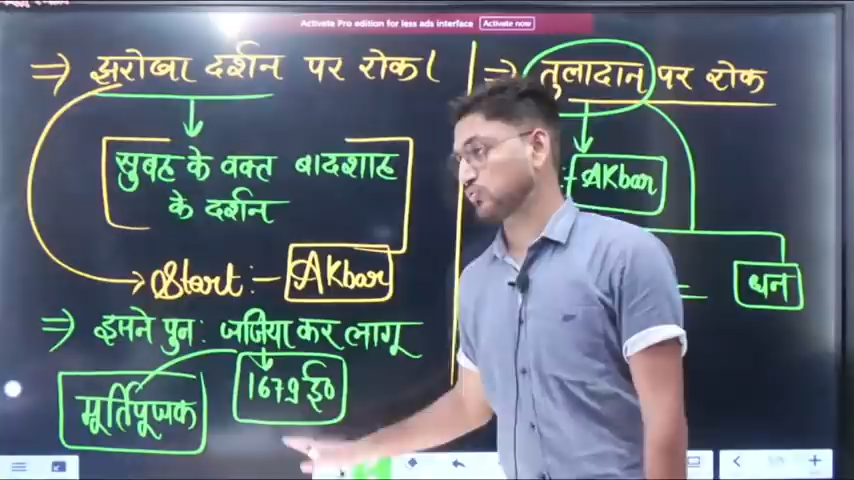 Activate Pro edition for less ads interface Activate now
⇒ झरोखा दर्शन पर रोक।
सुबह के वक्त बादशाह
के दर्शन
Start :– AKbar
⇒ इसने पुन: जजिया कर लागू
मूर्तिपूजक
1679 ई०
⇒ तुलादान पर रोक
:- AKbar
धन